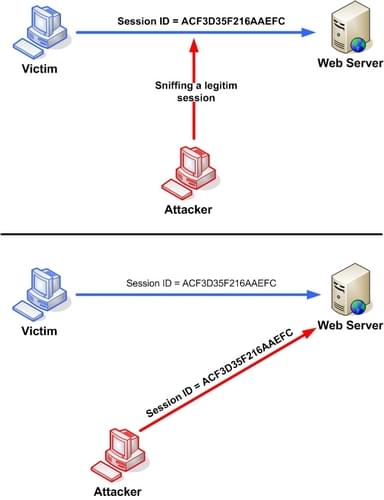 Session ID = ACF3D35F216AAEFC
Victim
Web Server
Sniffing a legitim
session
Attacker
Session ID = ACF3D35F216AAEFC
Victim
Web Server
Session ID = ACF3D35F216AAEFC
Attacker